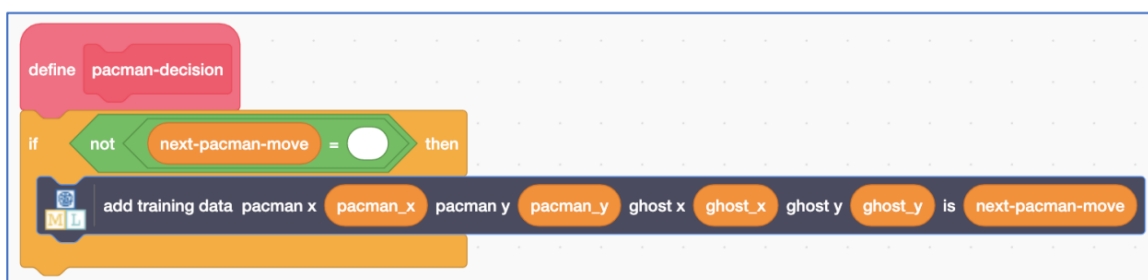 define pacman-decision
if not next-pacman-move = then
ML add training data pacman x pacman_x pacman y pacman_y ghost x ghost_x ghost y ghost_y is next-pacman-move